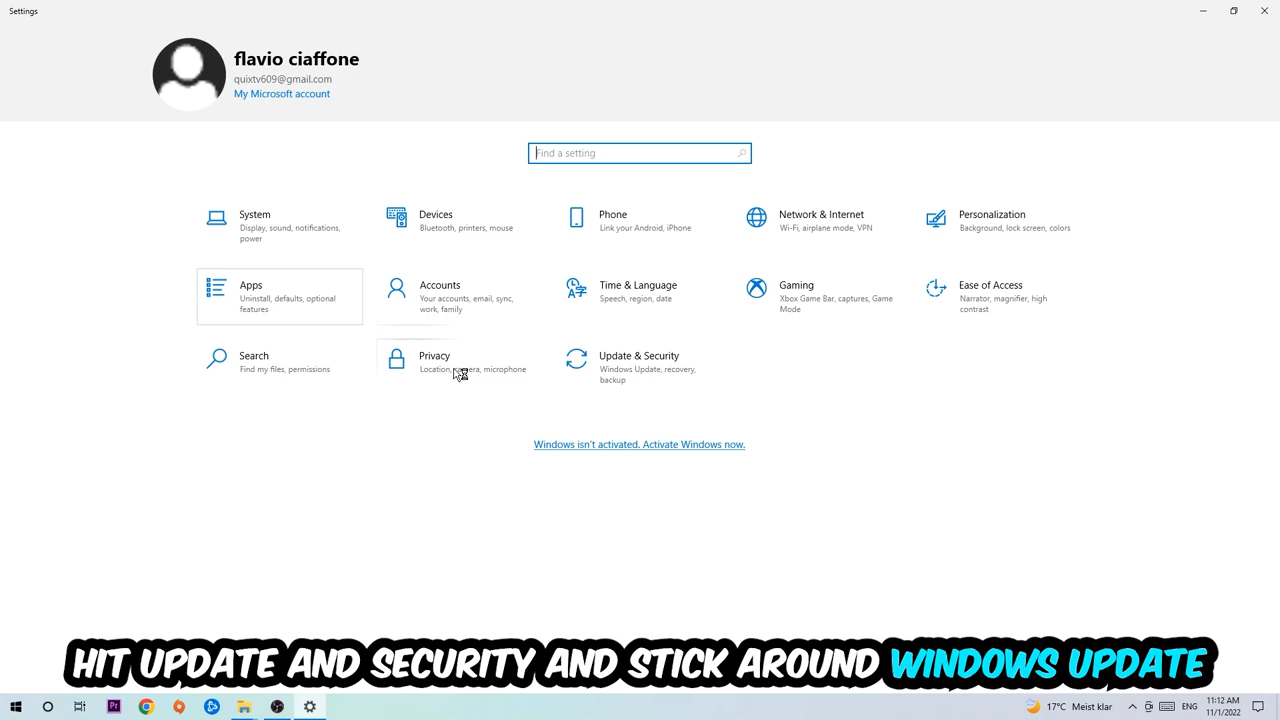 Settings
flavio ciaffone
quixtv609@gmail.com
My Microsoft account
Find a setting
System
Display, sound, notifications,
power
Devices
Bluetooth, printers, mouse
Phone
Link your Android, iPhone
Network & Internet
Wi-Fi, airplane mode, VPN
Personalization
Background, lock screen, colors
Apps
Uninstall, defaults, optional
features
Accounts
Your accounts, email, sync,
work, family
Time & Language
Speech, region, date
Gaming
Xbox Game Bar, captures, Game
Mode
Ease of Access
Narrator, magnifier, high
contrast
Search
Find my files, permissions
Privacy
Location, camera, microphone
Update & Security
Windows Update, recovery,
backup
Windows isn't activated. Activate Windows now.
HIT UPDATE AND SECURITY AND STICK AROUND WINDOWS UPDATE
Pr
17°C Meist klar
ENG
11:12 AM
11/1/2022